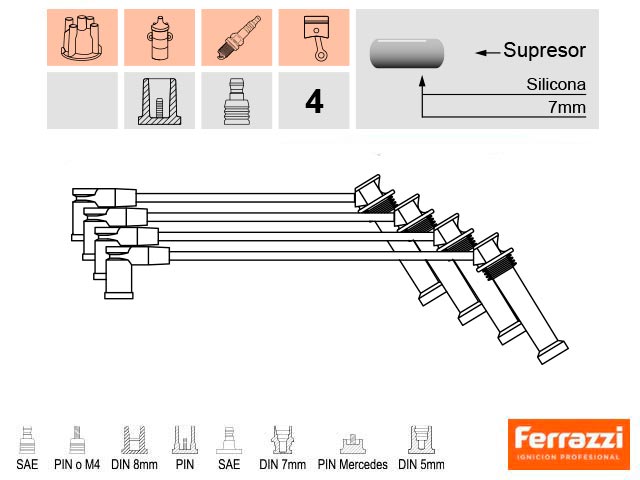 4
Supresor
Silicona
7mm
SAE PIN o M4 DIN 8mm PIN SAE DIN 7mm PIN Mercedes DIN 5mm
Ferrazzi
IGNICION PROFESIONAL